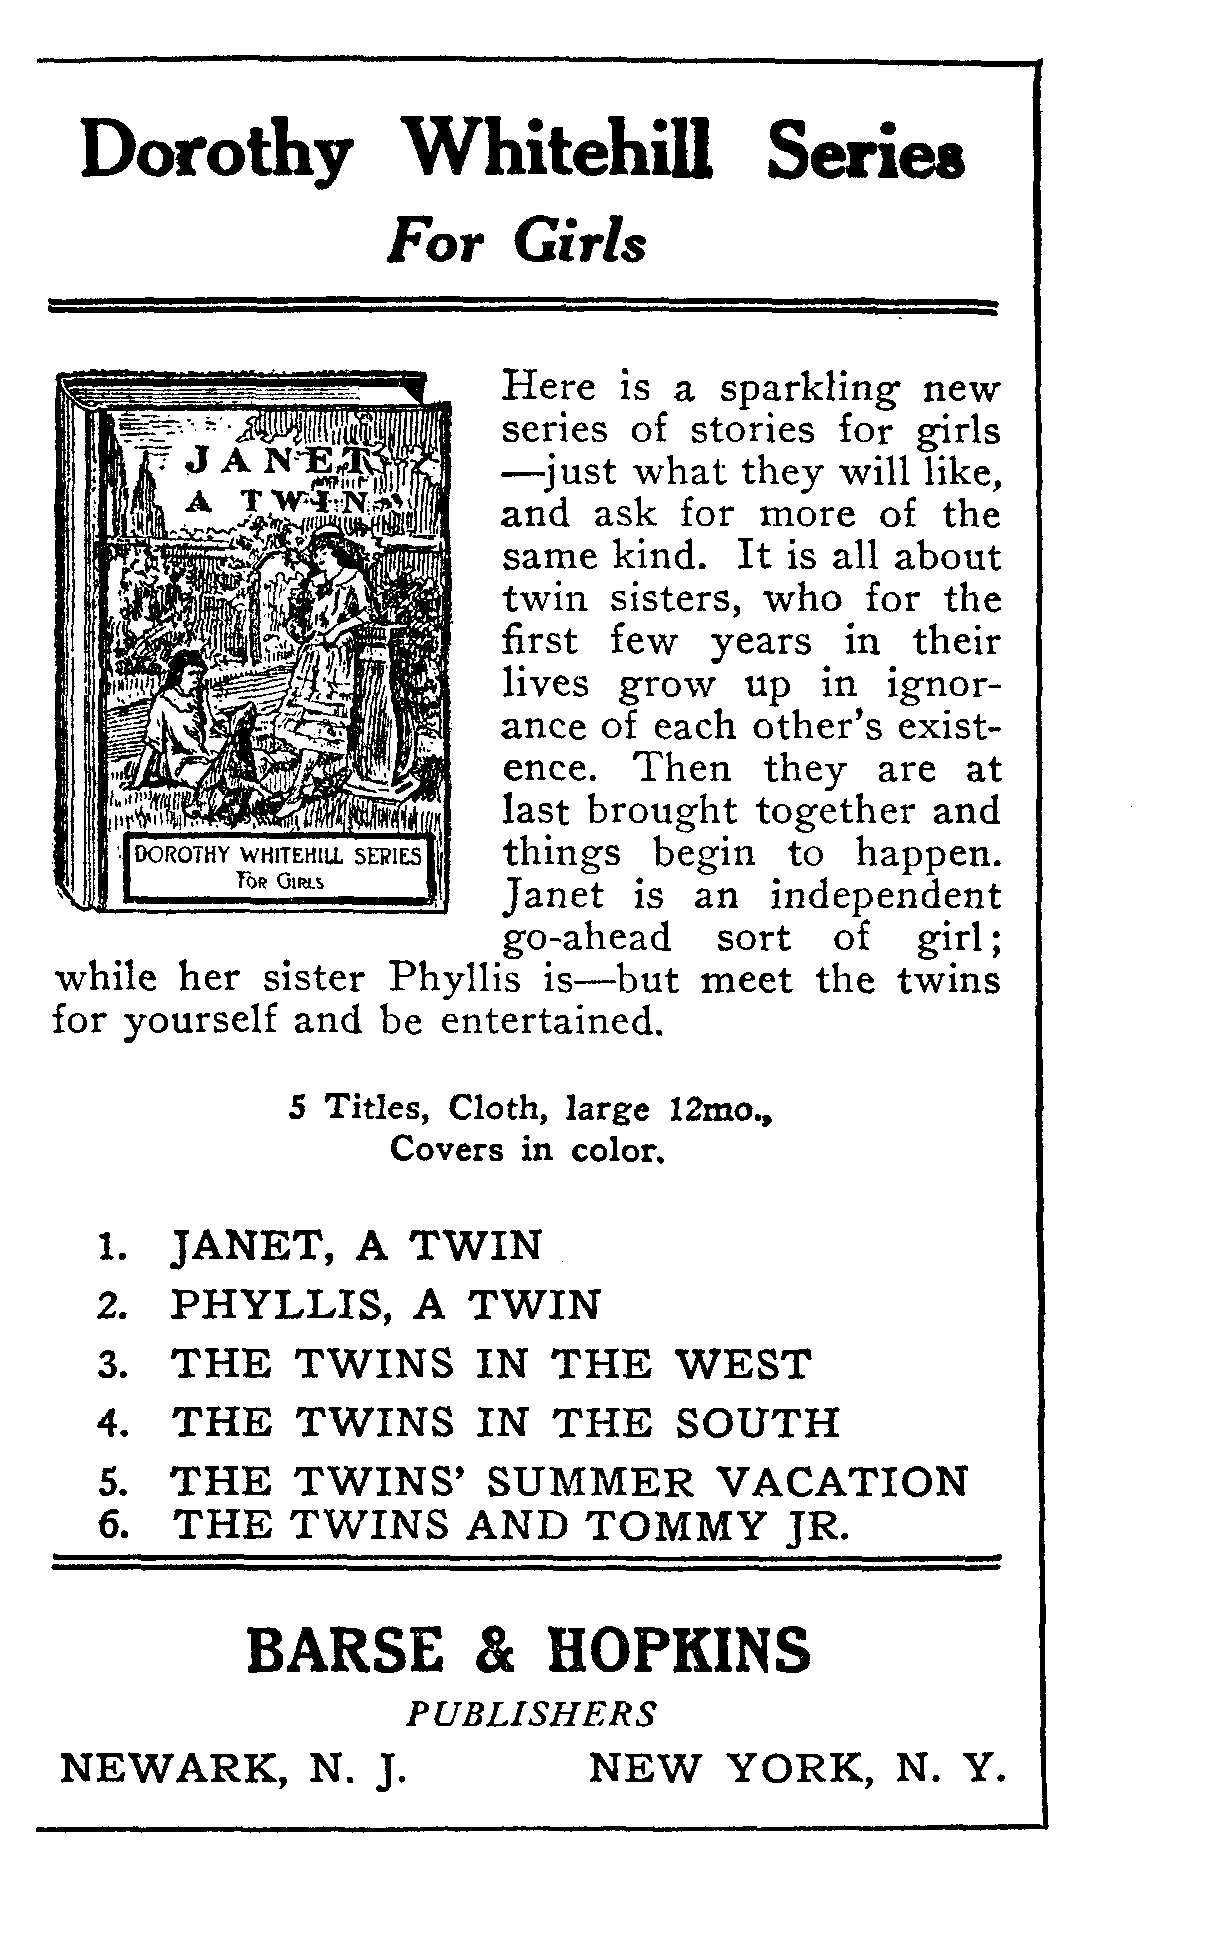 Dorothy Whitehill Series
For Girls
JANET
A TWIN
DOROTHY WHITEHILL SERIES
FOR GIRLS
Here is a sparkling new
series of stories for girls
—just what they will like,
and ask for more of the
same kind. It is all about
twin sisters, who for the
first few years in their
lives grow up in ignor-
ance of each other's exist-
ence. Then they are at
last brought together and
things begin to happen.
Janet is an independent
go-ahead sort of girl;
while her sister Phyllis is—but meet the twins
for yourself and be entertained.
5 Titles, Cloth, large 12mo.,
Covers in color.
1. JANET, A TWIN
2. PHYLLIS, A TWIN
3. THE TWINS IN THE WEST
4. THE TWINS IN THE SOUTH
5. THE TWINS' SUMMER VACATION
6. THE TWINS AND TOMMY JR.
BARSE & HOPKINS
PUBLISHERS
NEWARK, N. J. NEW YORK, N. Y.